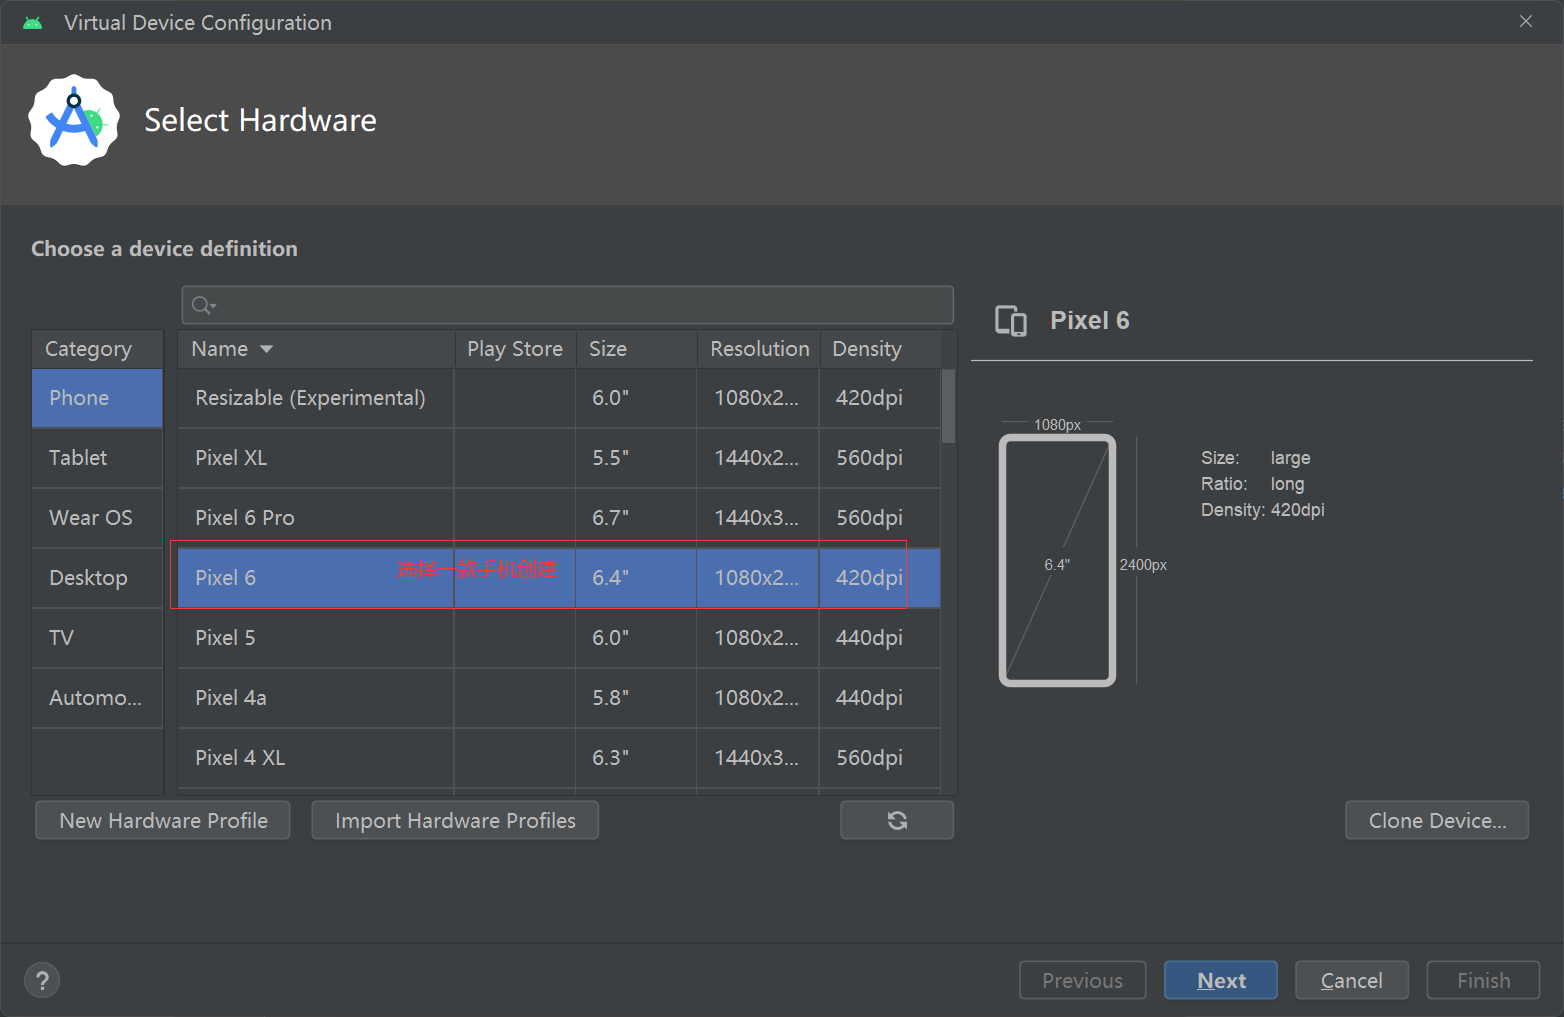 Virtual Device Configuration
Select Hardware
Choose a device definition
Pixel 6
Category Name Play Store Size Resolution Density
Phone Resizable (Experimental) 6.0" 1080x2... 420dpi
Tablet Pixel XL 5.5" 1440x2... 560dpi
Wear OS Pixel 6 Pro 6.7" 1440x3... 560dpi
Desktop Pixel 6 选择一款手机创建 6.4" 1080x2... 420dpi
TV Pixel 5 6.0" 1080x2... 440dpi
Automo... Pixel 4a 5.8" 1080x2... 440dpi
Pixel 4 XL 6.3" 1440x3... 560dpi
1080px
6.4"
2400px
Size: large
Ratio: long
Density: 420dpi
New Hardware Profile Import Hardware Profiles Clone Device...
? Previous Next Cancel Finish